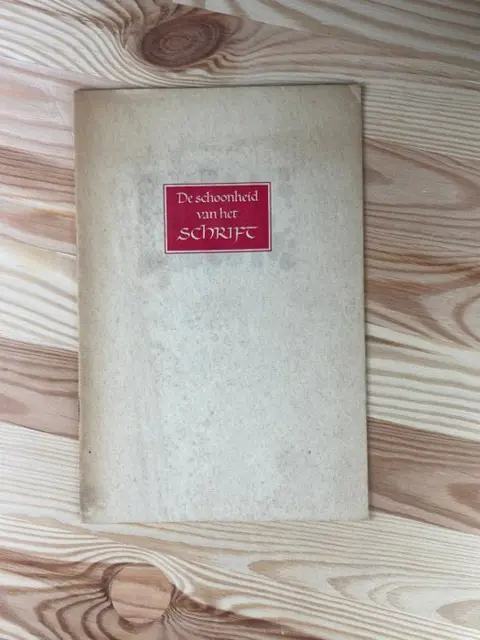 De schoonheid
van het
SCHRIFT